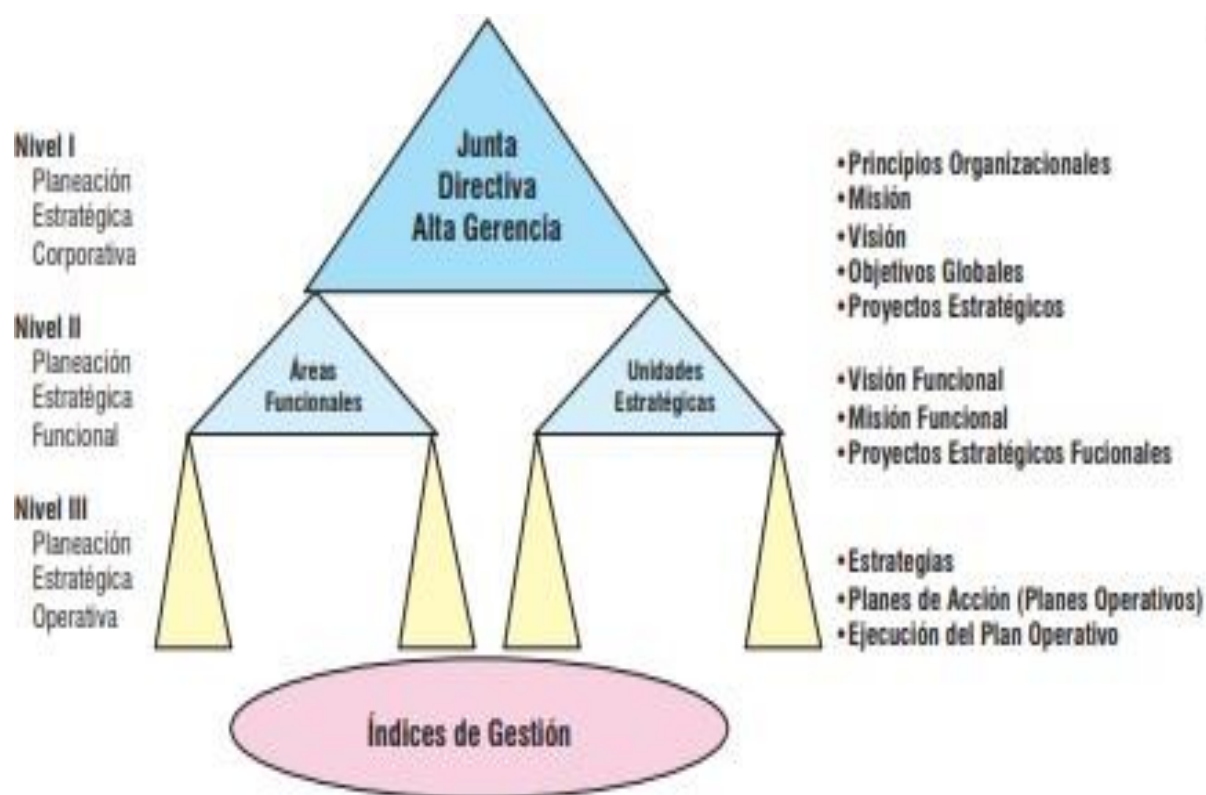 Junta
Directiva
Alta Gerencia
Nivel I
Planeación
Estratégica
Corporativa
•Principios Organizacionales
•Misión
•Visión
•Objetivos Globales
•Proyectos Estratégicos
Nivel II
Planeación
Estratégica
Funcional
Áreas
Funcionales
Unidades
Estratégicas
•Visión Funcional
•Misión Funcional
•Proyectos Estratégicos Fucionales
Nivel III
Planeación
Estratégica
Operativa
•Estrategias
•Planes de Acción (Planes Operativos)
•Ejecución del Plan Operativo
Índices de Gestión